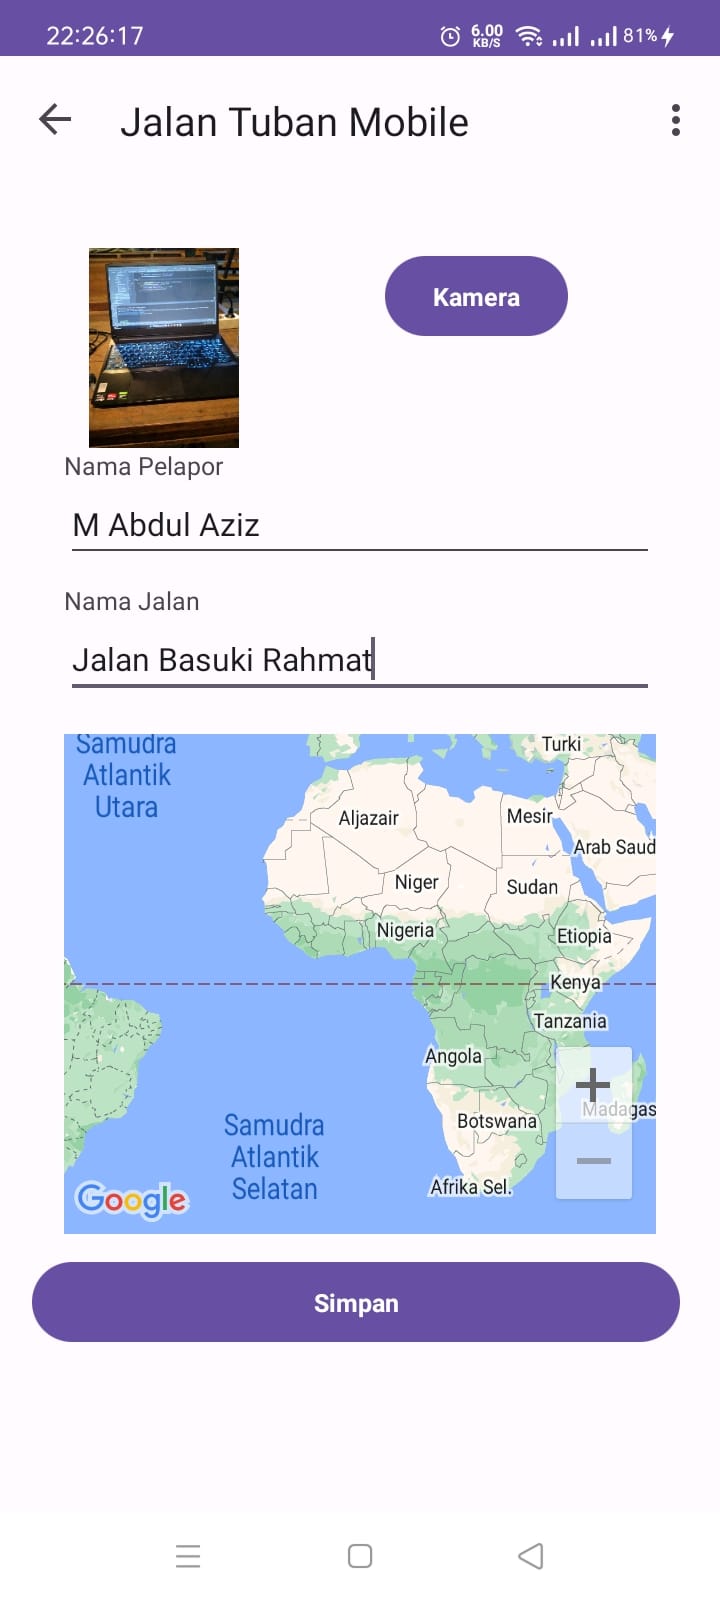 22:26:17 6.00 KB/S 81%
Jalan Tuban Mobile
Kamera
Nama Pelapor
M Abdul Aziz
Nama Jalan
Jalan Basuki Rahmat
Samudra
Atlantik
Utara
Turki
Aljazair
Mesir
Arab Saud
Niger
Sudan
Nigeria
Etiopia
Kenya
Tanzania
Angola
Madagas
Botswana
Samudra
Atlantik
Selatan
Afrika Sel.
Google
Simpan